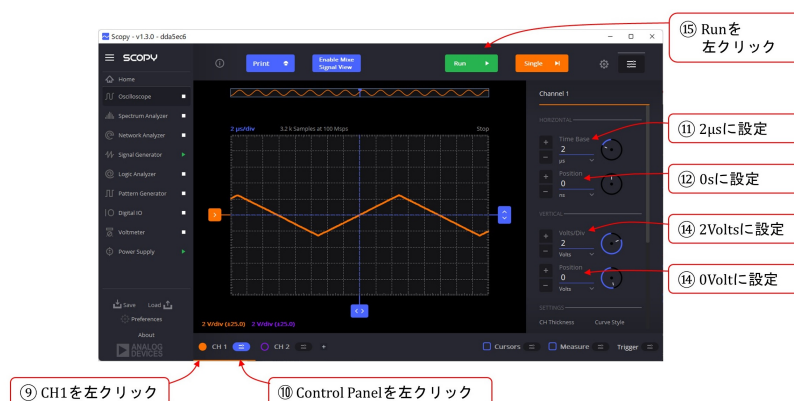 ⑮ Runを
左クリック
Scopy - v1.3.0 - dda5ec6
SCOPY
Print
Enable Mixe
Signal View
Run
Single
Home
Oscilloscope
Spectrum Analyzer
Network Analyzer
Signal Generator
Logic Analyzer
Pattern Generator
Digital IO
Voltmeter
Power Supply
Save Load
Preferences
About
ANALOG
DEVICES
2 µs/div 3.2 k Samples at 100 Msps Stop
2 V/div (±25.0) 2 V/div (±25.0)
CH 1 CH 2 +
Cursors Measure Trigger
Channel 1
HORIZONTAL
+ Time Base
− 2
µs
+ Position
− 0
ns
VERTICAL
+ Volts/Div
− 2
Volts
+ Position
− 0
Volts
SETTINGS
CH Thickness Curve Style
⑪ 2µsに設定
⑫ 0sに設定
⑭ 2Voltsに設定
⑭ 0Voltに設定
⑨ CH1を左クリック
⑩ Control Panelを左クリック